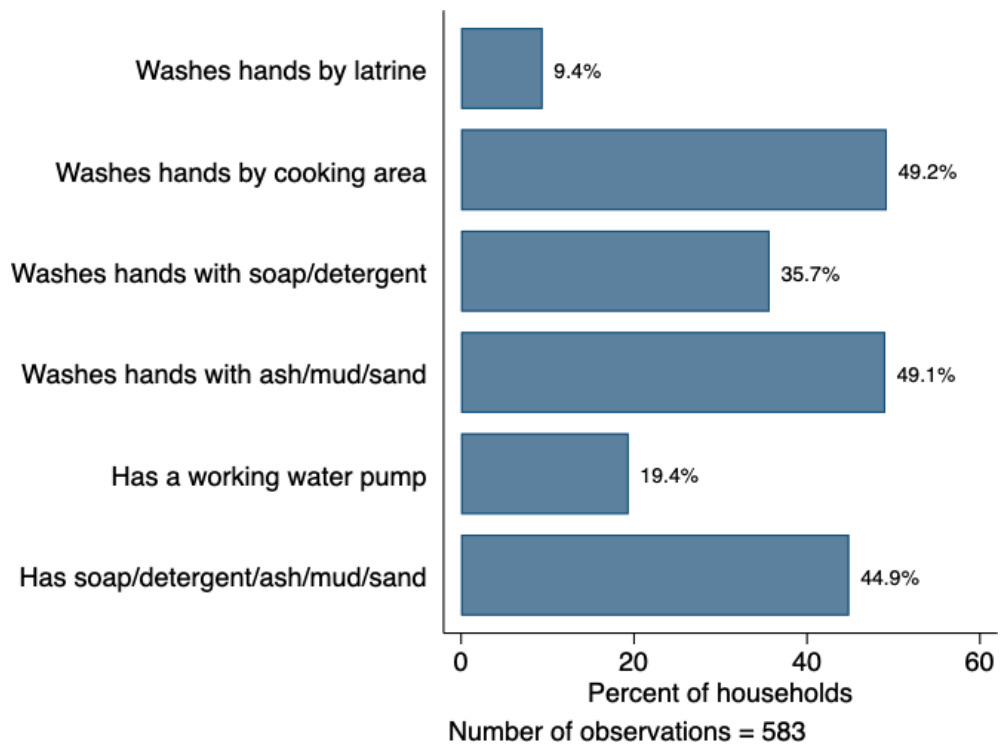 Washes hands by latrine
9.4%
Washes hands by cooking area
49.2%
Washes hands with soap/detergent
35.7%
Washes hands with ash/mud/sand
49.1%
Has a working water pump
19.4%
Has soap/detergent/ash/mud/sand
44.9%
0 20 40 60
Percent of households
Number of observations = 583